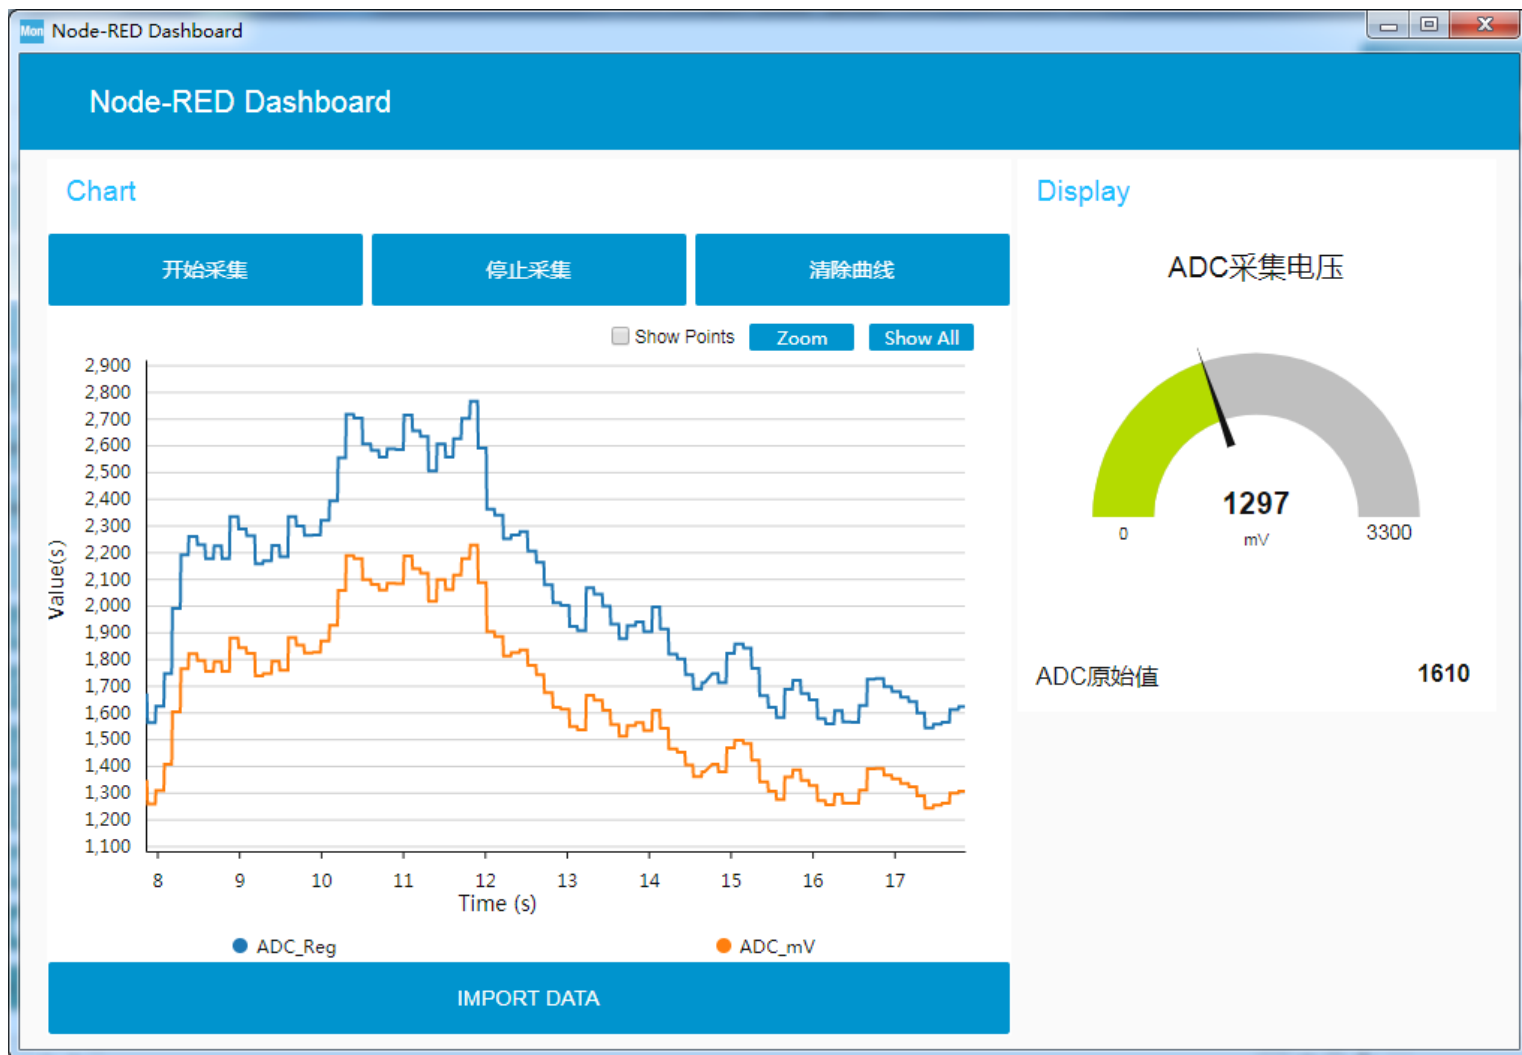 Mon Node-RED Dashboard
Node-RED Dashboard
Chart
开始采集 停止采集 清除曲线
Show Points Zoom Show All
2,900
2,800
2,700
2,600
2,500
2,400
2,300
2,200
2,100
2,000
1,900
1,800
1,700
1,600
1,500
1,400
1,300
1,200
1,100
Value(s)
8 9 10 11 12 13 14 15 16 17
Time (s)
ADC_Reg ADC_mV
IMPORT DATA
Display
ADC采集电压
1297
0 mV 3300
ADC原始值 1610